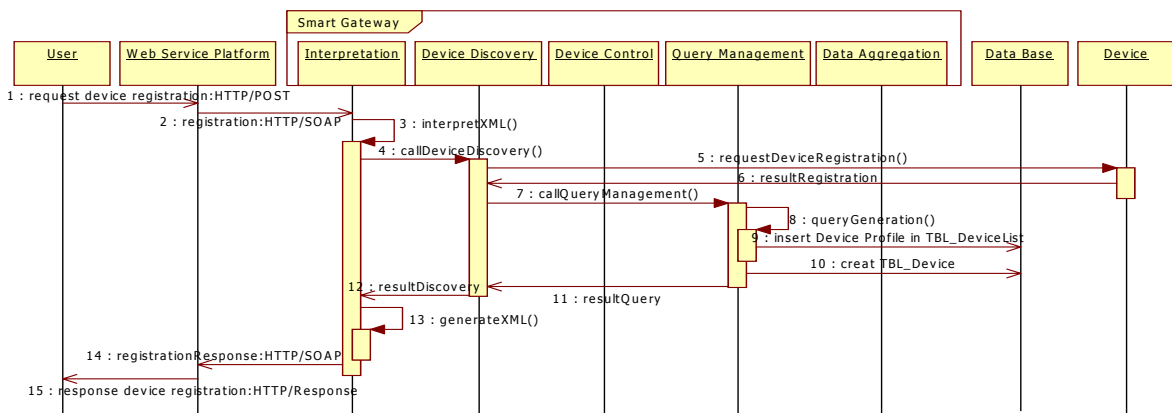 Smart Gateway
User
Web Service Platform
Interpretation
Device Discovery
Device Control
Query Management
Data Aggregation
Data Base
Device
1 : request device registration:HTTP/POST
2 : registration:HTTP/SOAP
3 : interpretXML()
4 : callDeviceDiscovery()
5 : requestDeviceRegistration()
6 : resultRegistration
7 : callQueryManagement()
8 : queryGeneration()
9 : insert Device Profile in TBL_DeviceList
10 : creat TBL_Device
11 : resultQuery
12 : resultDiscovery
13 : generateXML()
14 : registrationResponse:HTTP/SOAP
15 : response device registration:HTTP/Response